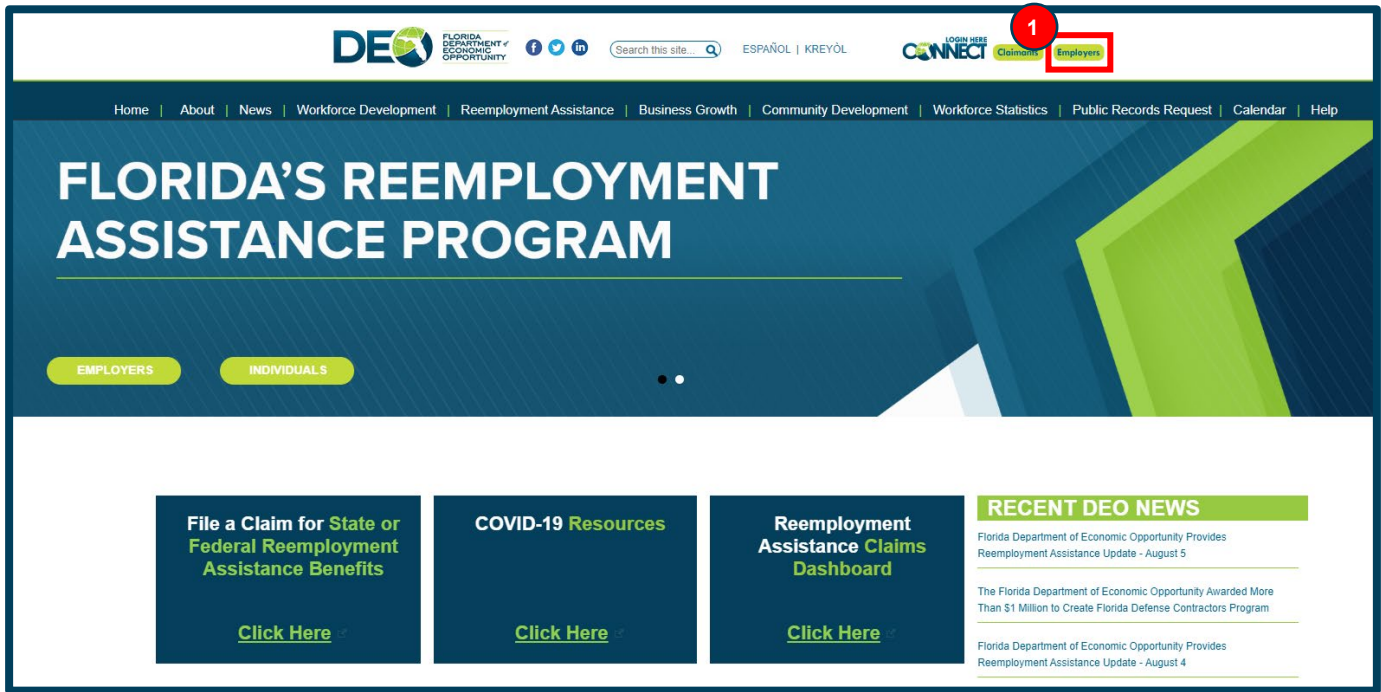 DEO
FLORIDA
DEPARTMENT of
ECONOMIC
OPPORTUNITY
Search this site...
ESPAÑOL | KREYÒL
LOGIN HERE
CONNECT
Claimants
1
Employers
Home | About | News | Workforce Development | Reemployment Assistance | Business Growth | Community Development | Workforce Statistics | Public Records Request | Calendar | Help
FLORIDA'S REEMPLOYMENT
ASSISTANCE PROGRAM
EMPLOYERS
INDIVIDUALS
File a Claim for State or
Federal Reemployment
Assistance Benefits
Click Here
COVID-19 Resources
Click Here
Reemployment
Assistance Claims
Dashboard
Click Here
RECENT DEO NEWS
Florida Department of Economic Opportunity Provides
Reemployment Assistance Update - August 5
The Florida Department of Economic Opportunity Awarded More
Than $1 Million to Create Florida Defense Contractors Program
Florida Department of Economic Opportunity Provides
Reemployment Assistance Update - August 4